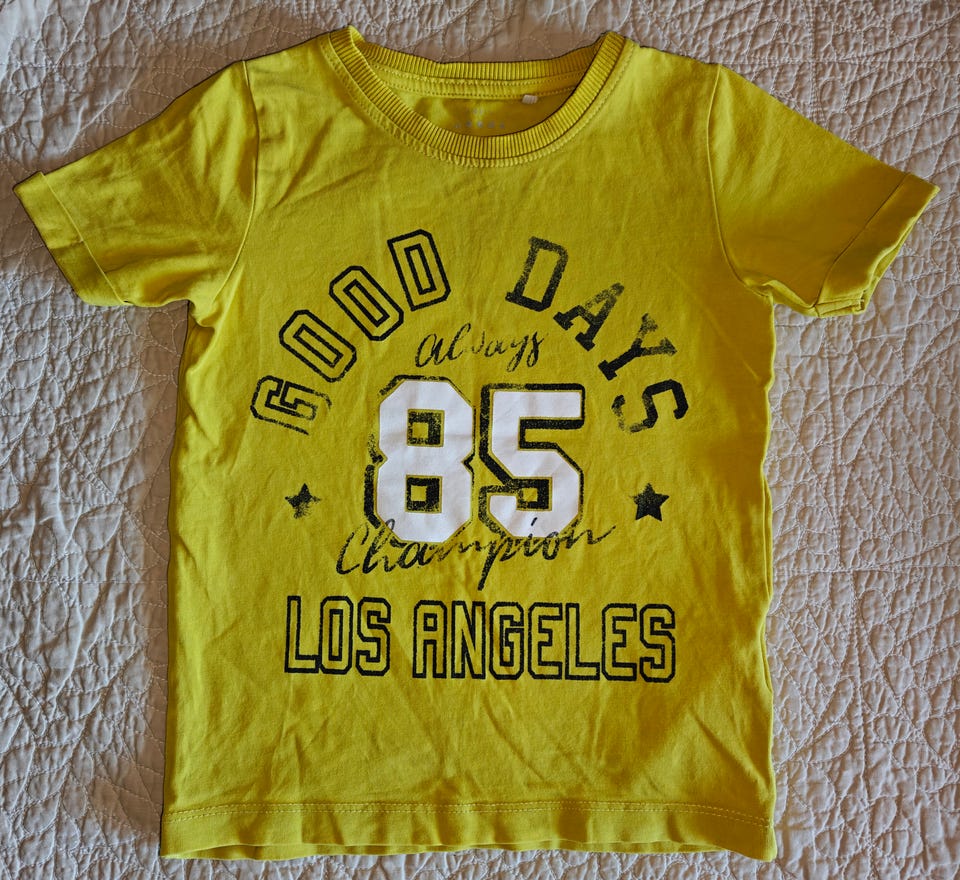 GOOD DAYS
always
85
Champion
LOS ANGELES